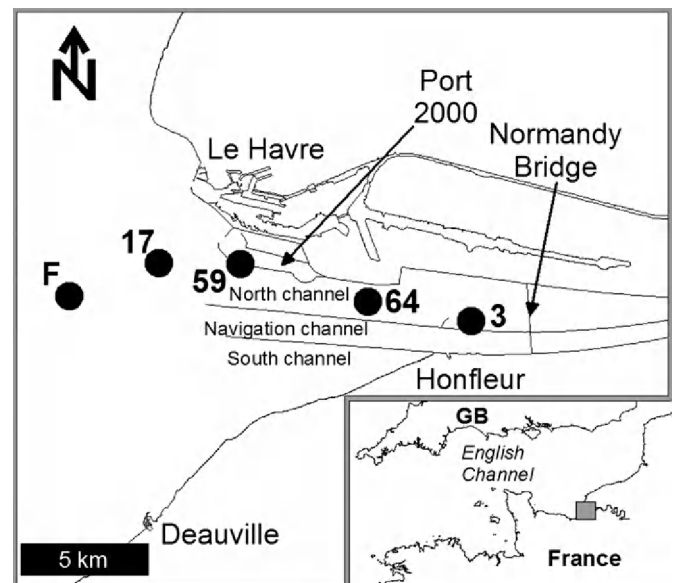 N
Port
2000
Le Havre
Normandy
Bridge
17
F
59
North channel
64
3
Navigation channel
South channel
Honfleur
Deauville
5 km
GB
English
Channel
France